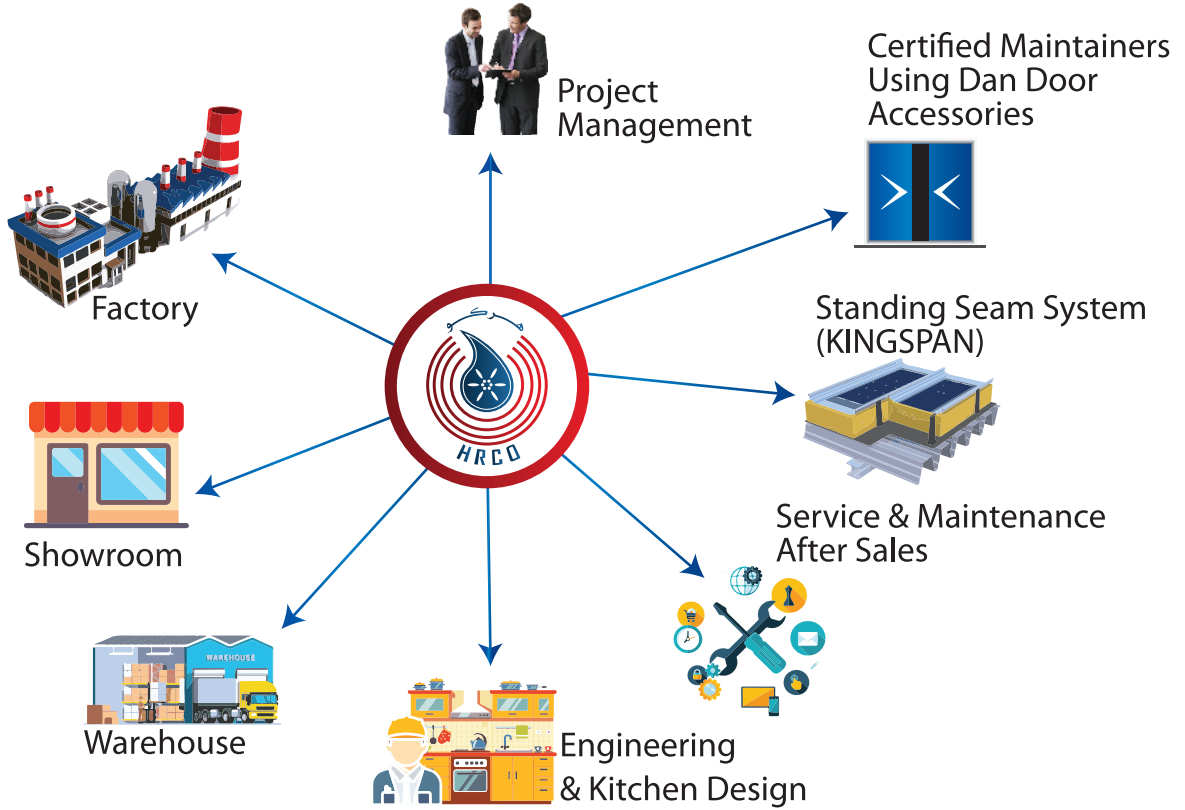 Project
Management
Certified Maintainers
Using Dan Door
Accessories
Factory
Standing Seam System
(KINGSPAN)
HRCO
Showroom
Service & Maintenance
After Sales
WAREHOUSE
Warehouse
Engineering
& Kitchen Design